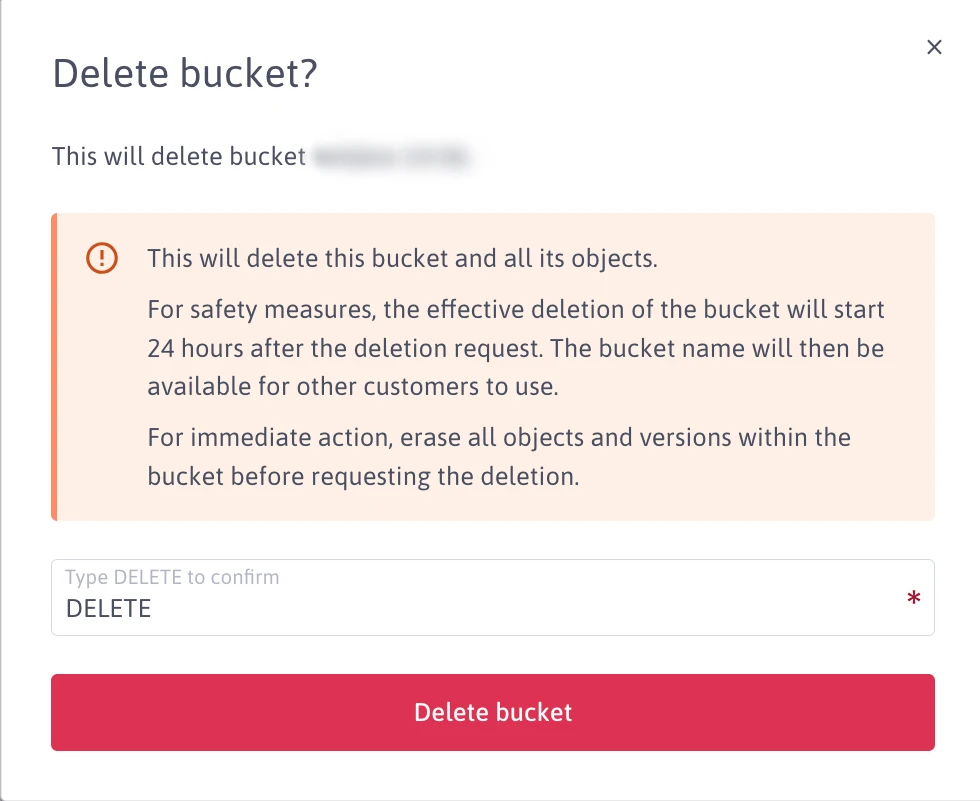 Delete bucket?
This will delete bucket
This will delete this bucket and all its objects.
For safety measures, the effective deletion of the bucket will start
24 hours after the deletion request. The bucket name will then be
available for other customers to use.
For immediate action, erase all objects and versions within the
bucket before requesting the deletion.
Type DELETE to confirm
DELETE
*
Delete bucket